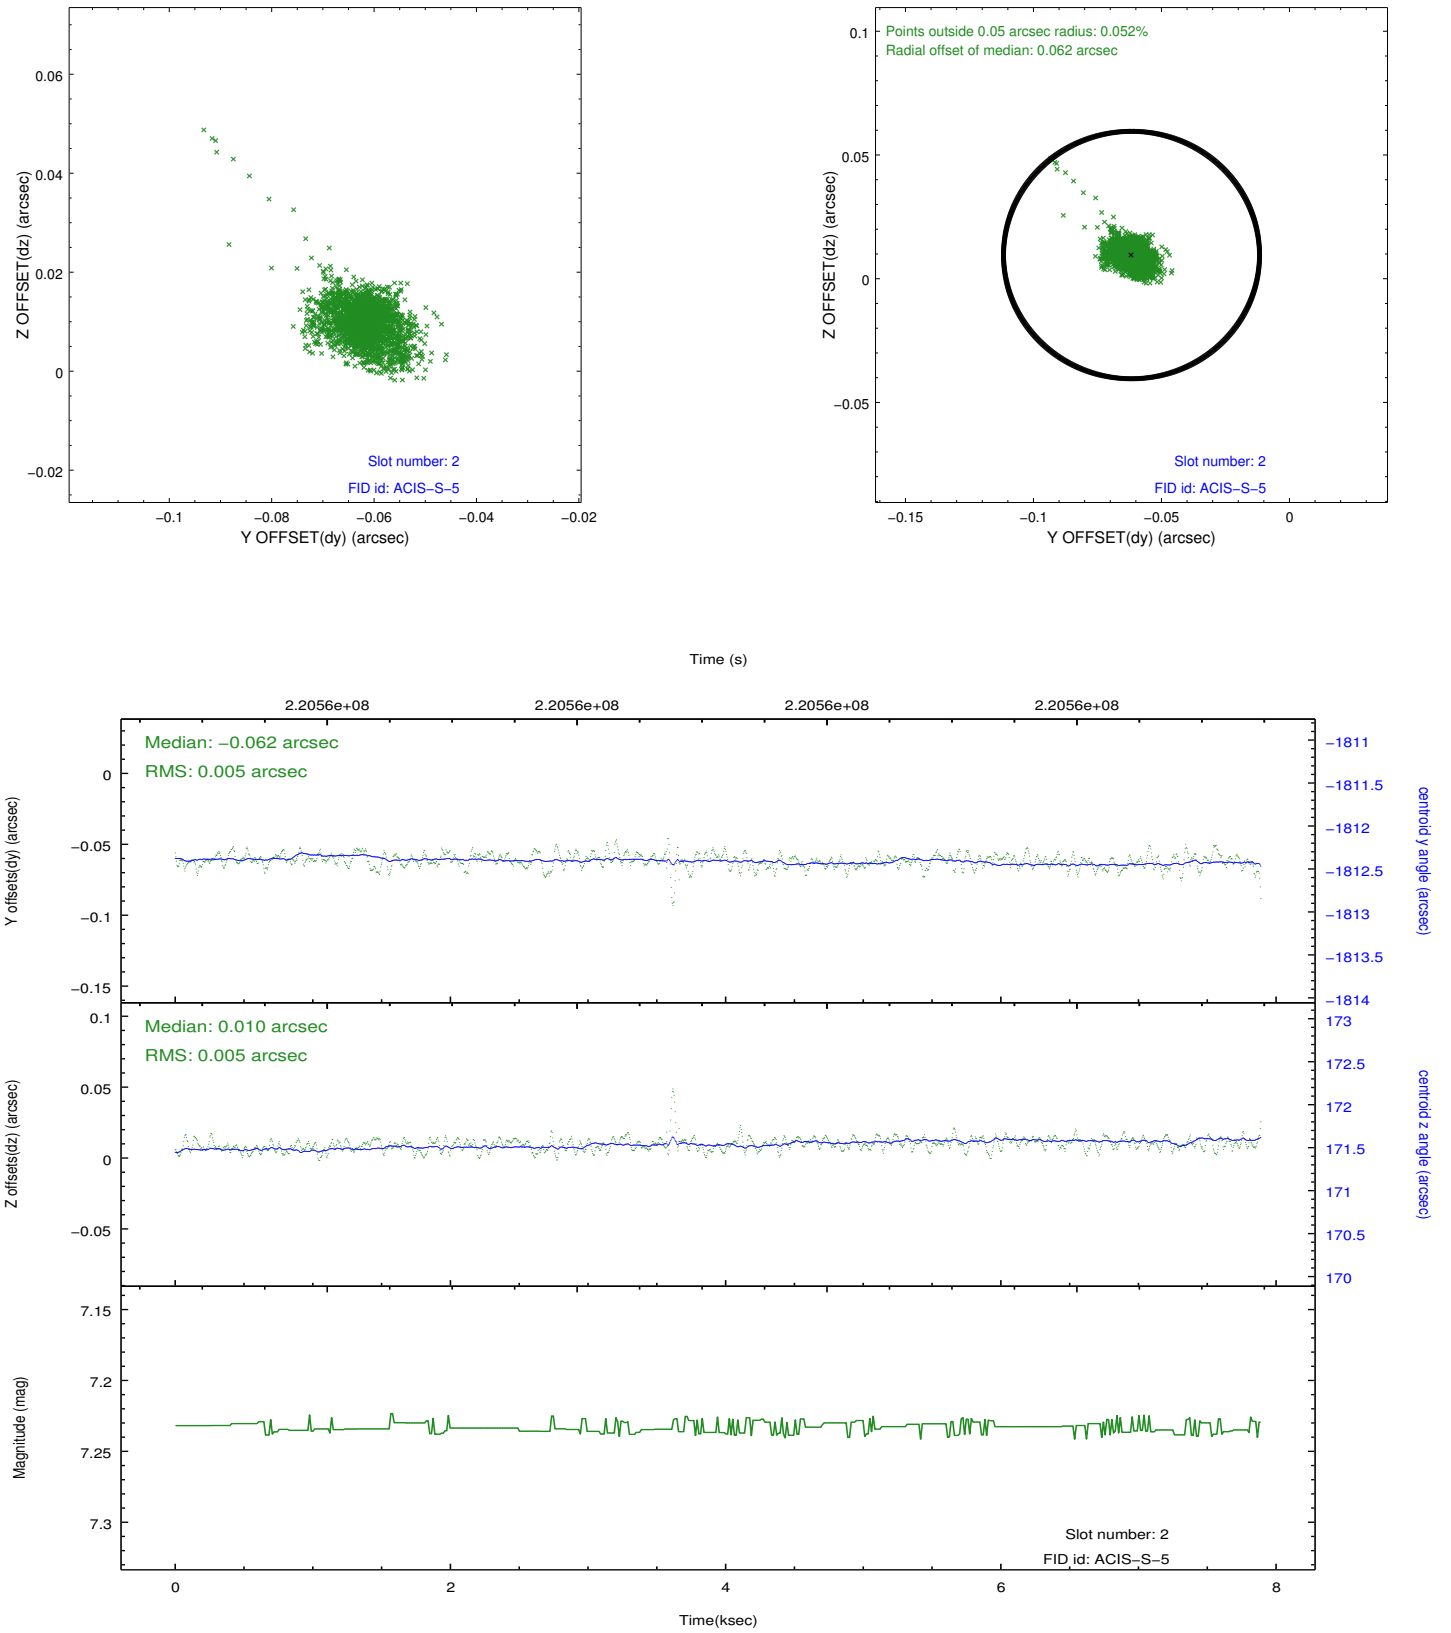 0.06
0.04
0.02
0
−0.02
Z OFFSET(dz) (arcsec)
Slot number: 2
FID id: ACIS−S−5
−0.1
−0.08
−0.06
−0.04
−0.02
Y OFFSET(dy) (arcsec)
Points outside 0.05 arcsec radius: 0.052%
Radial offset of median: 0.062 arcsec
0.1
0.05
0
−0.05
Z OFFSET(dz) (arcsec)
Slot number: 2
FID id: ACIS−S−5
−0.15
−0.1
−0.05
0
Y OFFSET(dy) (arcsec)
Time (s)
2.2056e+08
2.2056e+08
2.2056e+08
2.2056e+08
Median: −0.062 arcsec
RMS: 0.005 arcsec
0
−0.05
−0.1
−0.15
Y offsets(dy) (arcsec)
−1811
−1811.5
−1812
−1812.5
−1813
−1813.5
−1814
centroid y angle (arcsec)
Median: 0.010 arcsec
RMS: 0.005 arcsec
0.1
0.05
0
−0.05
Z offsets(dz) (arcsec)
173
172.5
172
171.5
171
170.5
170
centroid z angle (arcsec)
7.15
7.2
7.25
7.3
Magnitude (mag)
Slot number: 2
FID id: ACIS−S−5
0
2
4
6
8
Time(ksec)